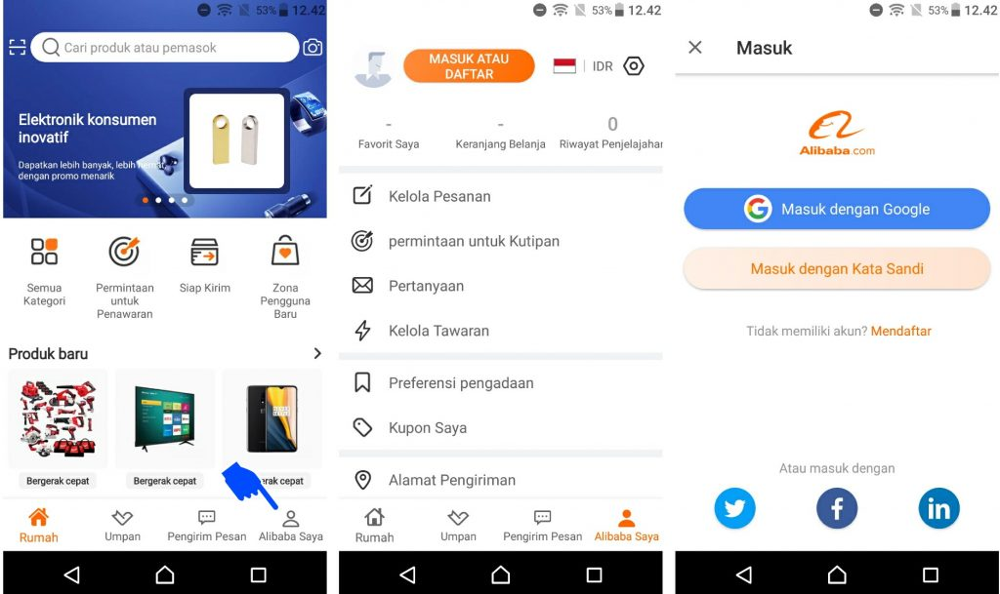 53% 12.42
Cari produk atau pemasok
Elektronik konsumen
inovatif
Dapatkan lebih banyak, lebih hemat
dengan promo menarik
Semua
Kategori
Permintaan
untuk
Penawaran
Siap Kirim
Zona
Pengguna
Baru
Produk baru
Bergerak cepat
Bergerak cepat
erak cepat
Rumah
Umpan
Pengirim Pesan
Alibaba Saya
53% 12.42
MASUK ATAU
DAFTAR
IDR
-
Favorit Saya
-
Keranjang Belanja
0
Riwayat Penjelajahan
Kelola Pesanan
permintaan untuk Kutipan
Pertanyaan
Kelola Tawaran
Preferensi pengadaan
Kupon Saya
Alamat Pengiriman
Rumah
Umpan
Pengirim Pesan
Alibaba Saya
53% 12.42
Masuk
Alibaba.com
Masuk dengan Google
Masuk dengan Kata Sandi
Tidak memiliki akun? Mendaftar
Atau masuk dengan